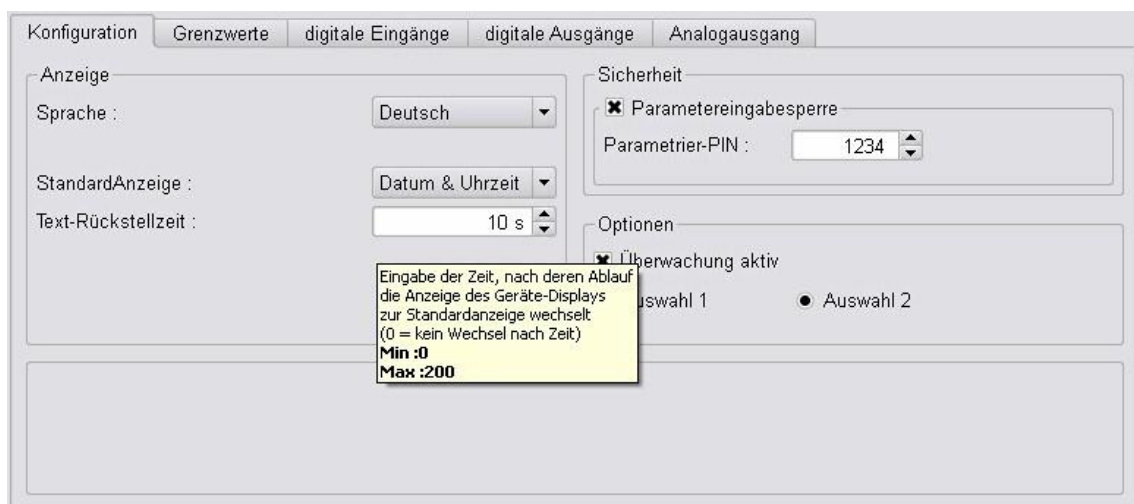 Konfiguration Grenzwerte digitale Eingänge digitale Ausgänge Analogausgang
Anzeige
Sprache : Deutsch
StandardAnzeige : Datum & Uhrzeit
Text-Rückstellzeit : 10 s
Eingabe der Zeit, nach deren Ablauf
die Anzeige des Geräte-Displays
zur Standardanzeige wechselt
(0 = kein Wechsel nach Zeit)
Min :0
Max :200
Sicherheit
Parametereingabesperre
Parametrier-PIN : 1234
Optionen
Überwachung aktiv
uswahl 1 Auswahl 2